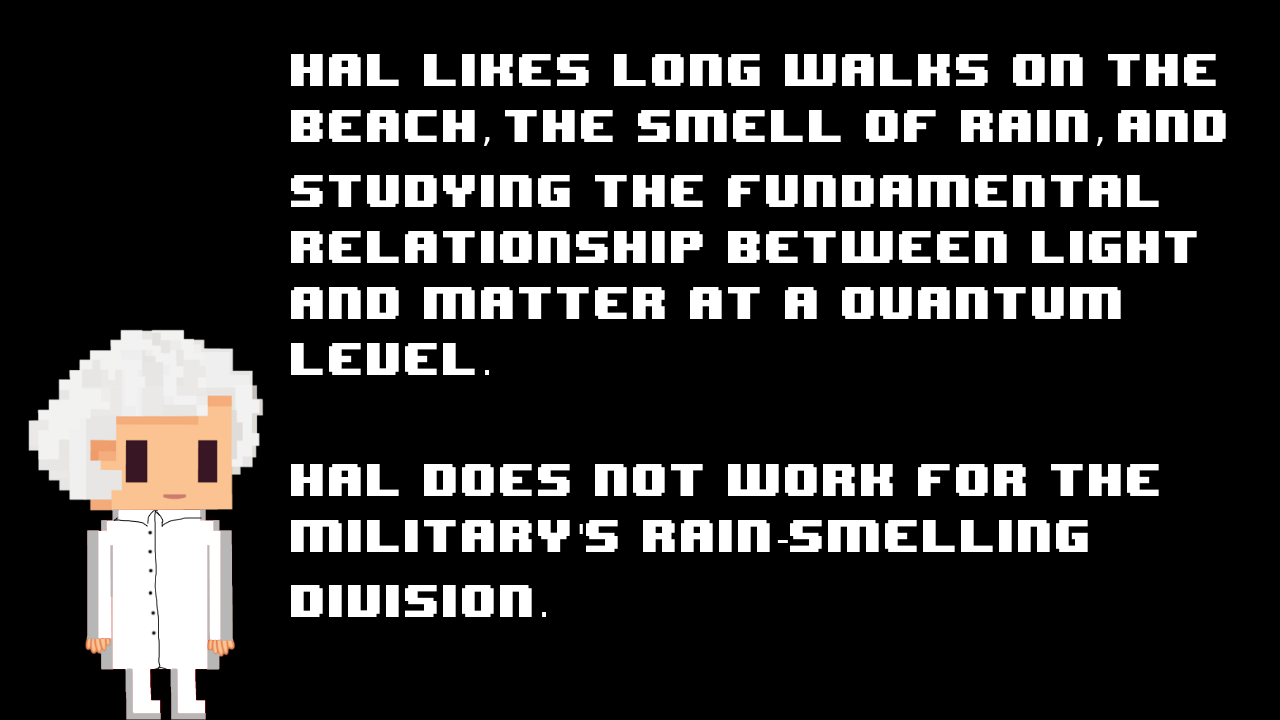 HAL LIKES LONG WALKS ON THE
BEACH, THE SMELL OF RAIN, AND
STUDYING THE FUNDAMENTAL
RELATIONSHIP BETWEEN LIGHT
AND MATTER AT A QUANTUM
LEVEL.
HAL DOES NOT WORK FOR THE
MILITARY'S RAIN-SMELLING
DIVISION.